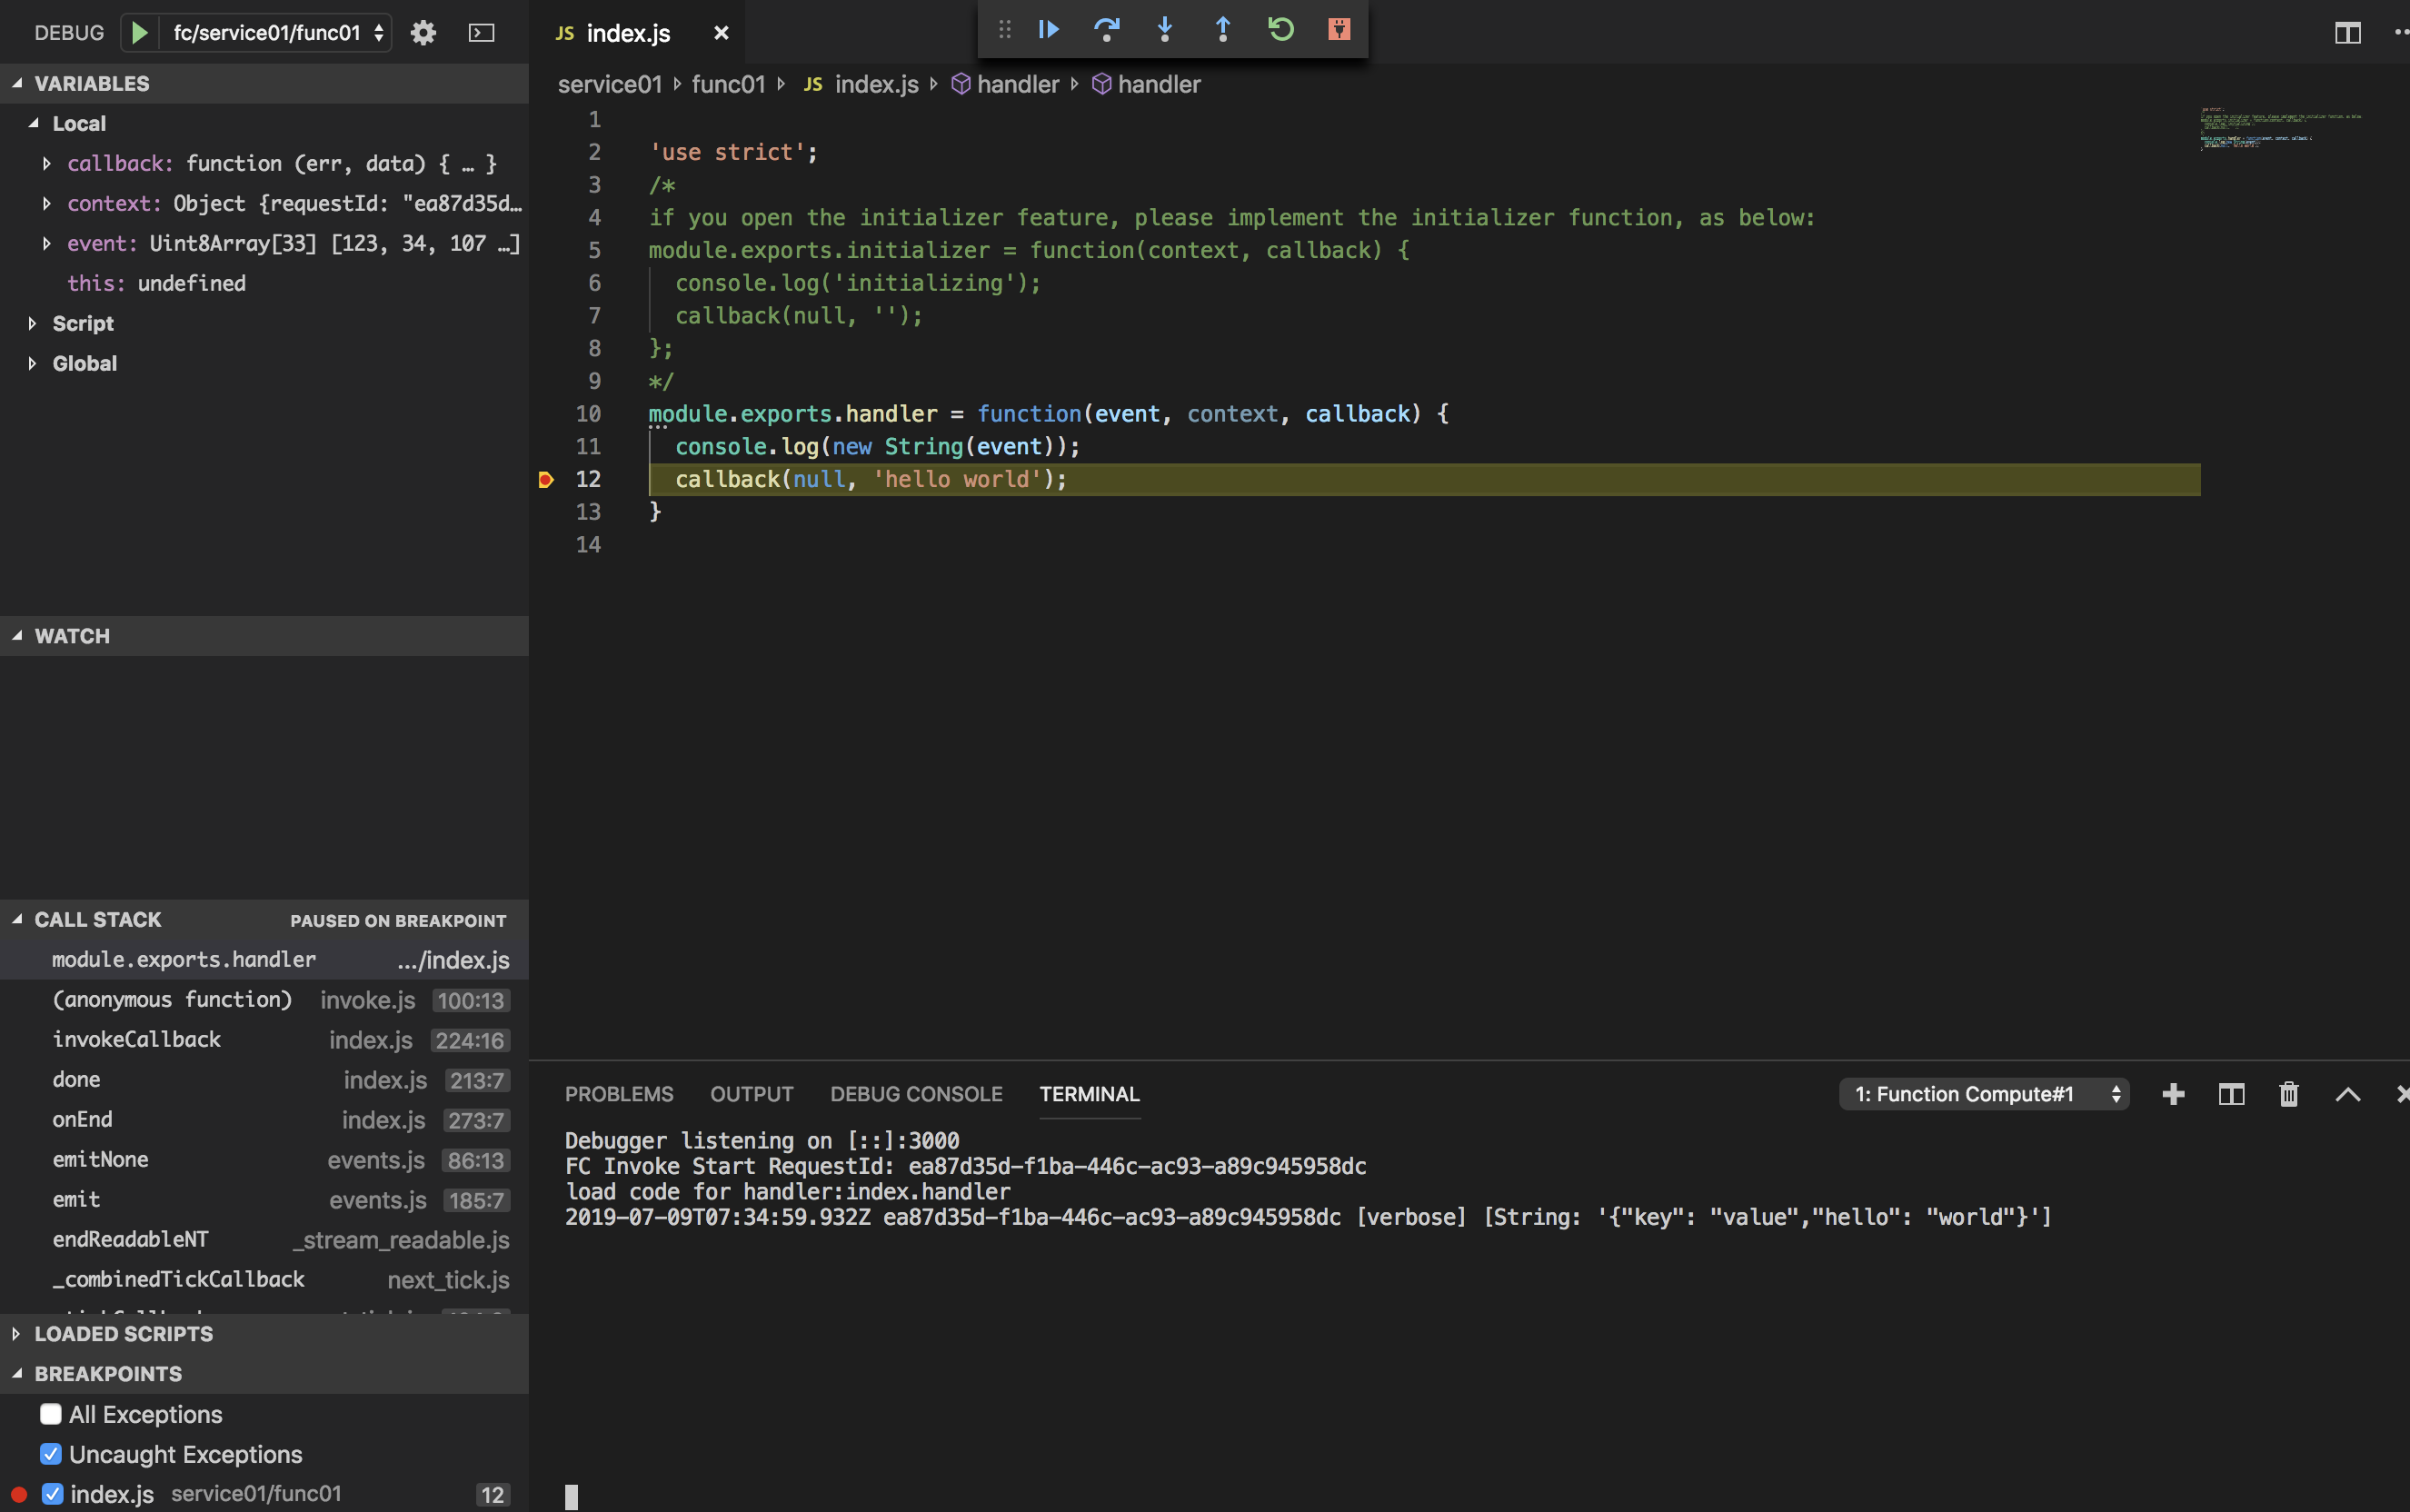 DEBUG fc/service01/func01
VARIABLES
Local
callback: function (err, data) { … }
context: Object {requestId: "ea87d35d…
event: Uint8Array[33] [123, 34, 107 …]
this: undefined
Script
Global
WATCH
CALL STACK PAUSED ON BREAKPOINT
module.exports.handler …/index.js
(anonymous function) invoke.js 100:13
invokeCallback index.js 224:16
done index.js 213:7
onEnd index.js 273:7
emitNone events.js 86:13
emit events.js 185:7
endReadableNT _stream_readable.js
_combinedTickCallback next_tick.js
LOADED SCRIPTS
BREAKPOINTS
All Exceptions
Uncaught Exceptions
index.js service01/func01 12
JS index.js
service01 func01 JS index.js handler handler
1
2 'use strict';
3 /*
4 if you open the initializer feature, please implement the initializer function, as below:
5 module.exports.initializer = function(context, callback) {
6 console.log('initializing');
7 callback(null, '');
8 };
9 */
10 module.exports.handler = function(event, context, callback) {
11 console.log(new String(event));
12 callback(null, 'hello world');
13 }
14
PROBLEMS OUTPUT DEBUG CONSOLE TERMINAL 1: Function Compute#1
Debugger listening on [::]:3000
FC Invoke Start RequestId: ea87d35d-f1ba-446c-ac93-a89c945958dc
load code for handler:index.handler
2019-07-09T07:34:59.932Z ea87d35d-f1ba-446c-ac93-a89c945958dc [verbose] [String: '{"key": "value","hello": "world"}']